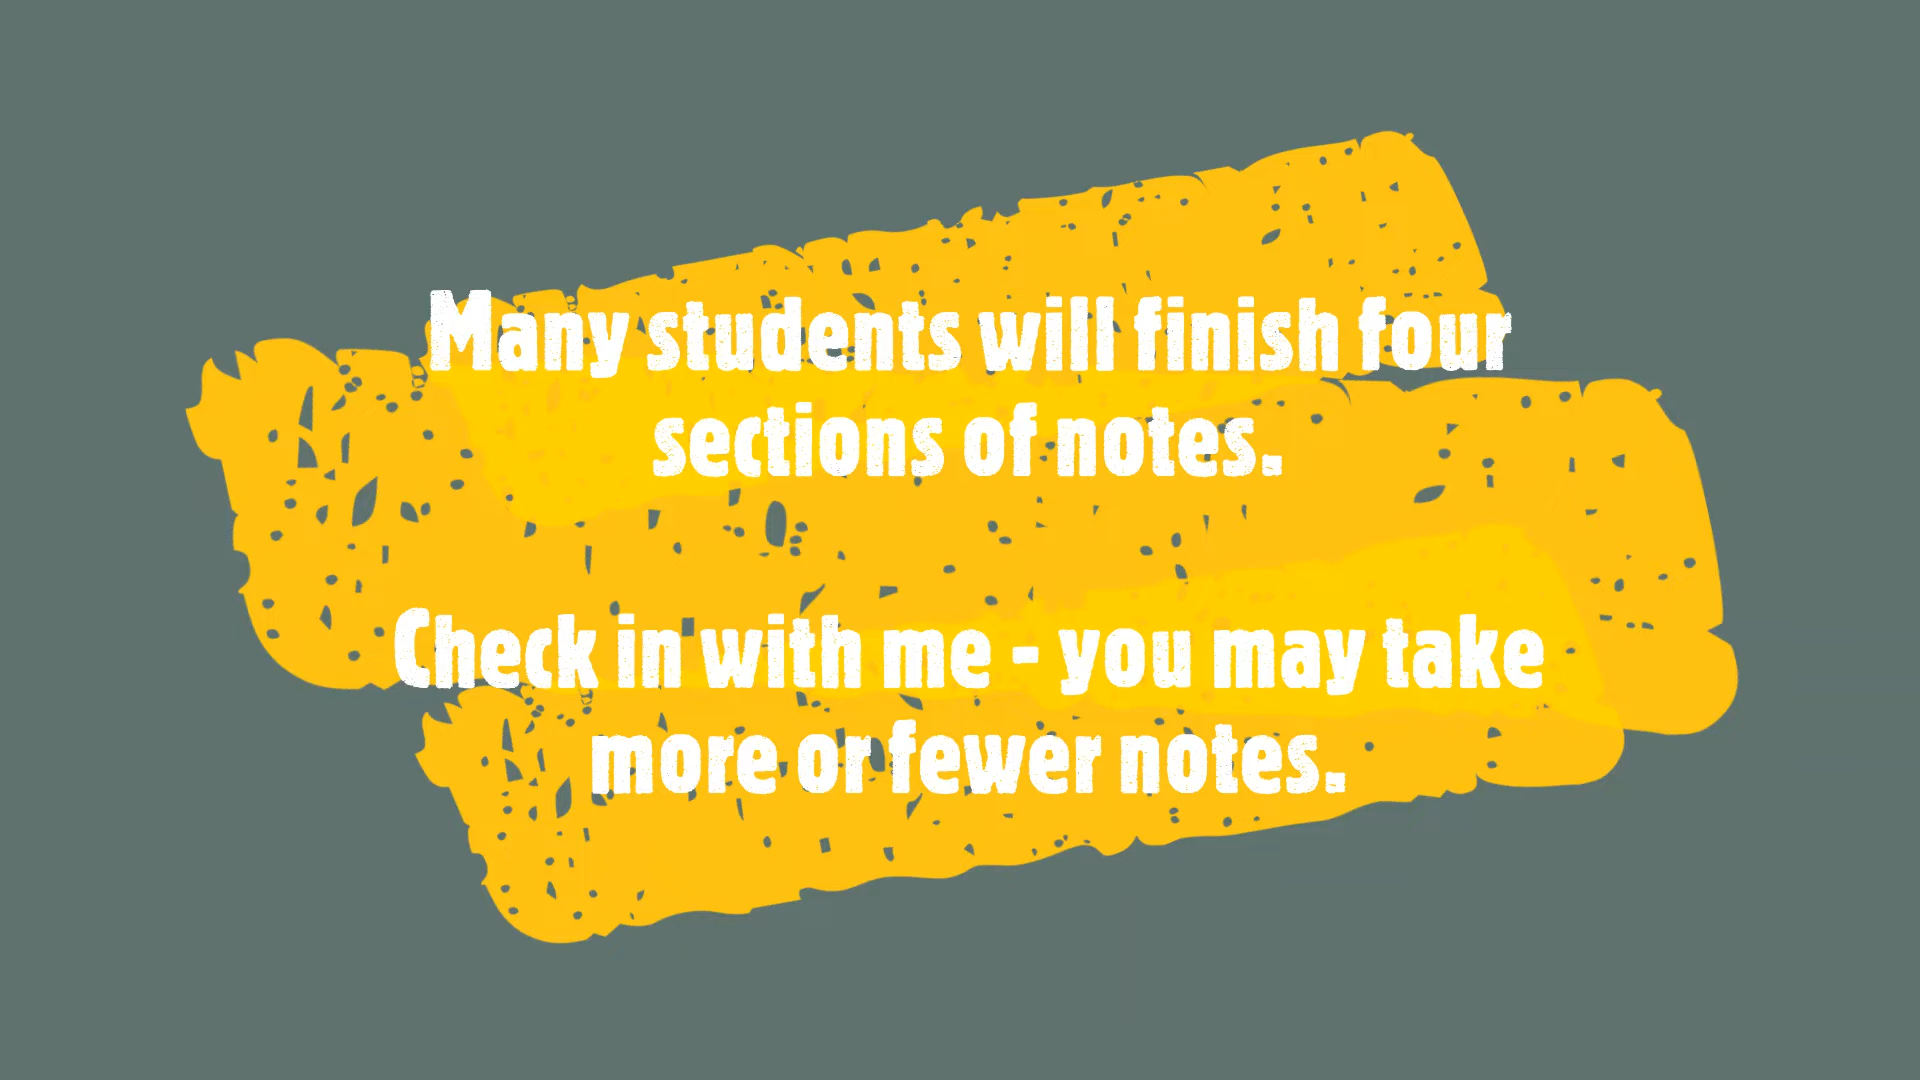 Many students will finish four
sections of notes.
Check in with me - you may take
more or fewer notes.